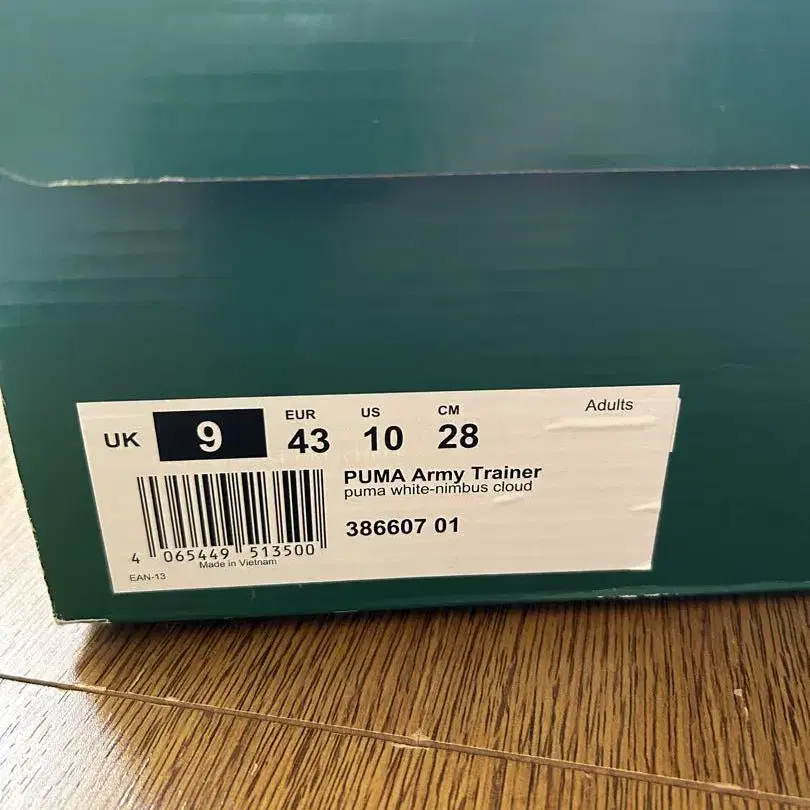 Adults
UK 9 EUR 43 US 10 CM 28
PUMA Army Trainer
puma white-nimbus cloud
386607 01
4 065449 513500
Made in Vietnam
EAN-13